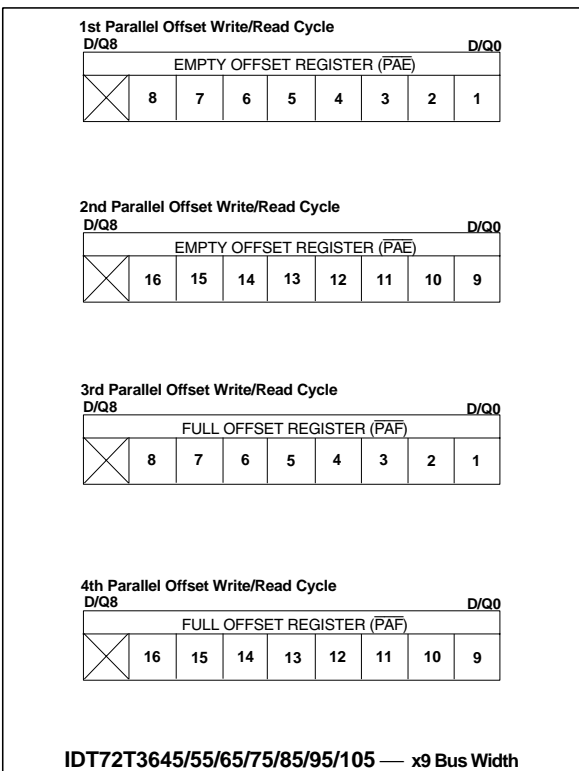 1st Parallel Offset Write/Read Cycle
D/Q8 D/Q0
EMPTY OFFSET REGISTER (PAE)
8 7 6 5 4 3 2 1
2nd Parallel Offset Write/Read Cycle
D/Q8 D/Q0
EMPTY OFFSET REGISTER (PAE)
16 15 14 13 12 11 10 9
3rd Parallel Offset Write/Read Cycle
D/Q8 D/Q0
FULL OFFSET REGISTER (PAF)
8 7 6 5 4 3 2 1
4th Parallel Offset Write/Read Cycle
D/Q8 D/Q0
FULL OFFSET REGISTER (PAF)
16 15 14 13 12 11 10 9
IDT72T3645/55/65/75/85/95/105 — x9 Bus Width